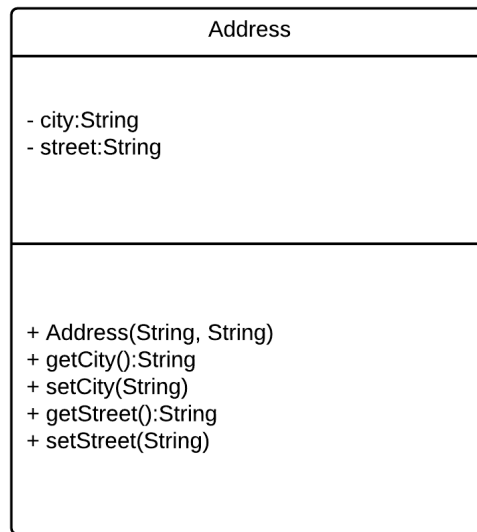 Address
- city:String
- street:String
+ Address(String, String)
+ getCity():String
+ setCity(String)
+ getStreet():String
+ setStreet(String)